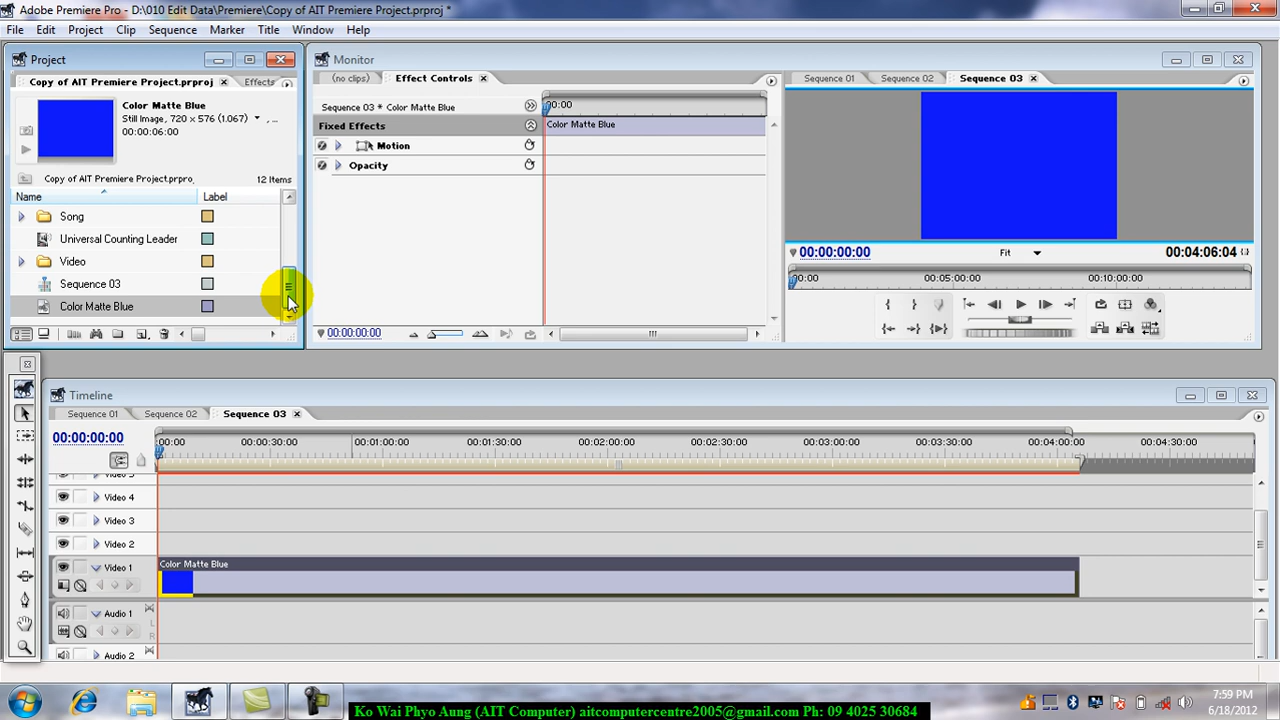 Adobe Premiere Pro - D:\010 Edit Data\Premiere\Copy of AIT Premiere Project.prproj *
File Edit Project Clip Sequence Marker Title Window Help
Project
Copy of AIT Premiere Project.prproj × Effects
Color Matte Blue
Still Image, 720 × 576 (1.067) , ...
00:00:06:00
Copy of AIT Premiere Project.prpro
12 Items
Name Label
Song
Universal Counting Leader
Video
Sequence 03
Color Matte Blue
Monitor
(no clips) Effect Controls ×
Sequence 03 * Color Matte Blue
00:00
Fixed Effects
Color Matte Blue
Motion
Opacity
00:00:00:00
Sequence 01 Sequence 02 Sequence 03 ×
00:00:00:00 Fit 00:04:06:04
00:00 00:05:00:00 00:10:00:00
Timeline
Sequence 01 Sequence 02 Sequence 03 ×
00:00:00:00
00:00 00:00:30:00 00:01:00:00 00:01:30:00 00:02:00:00 00:02:30:00 00:03:00:00 00:03:30:00 00:04:00:00 00:04:30:00
Video 4
Video 3
Video 2
Video 1
Color Matte Blue
Audio 1
L
R
Audio 2
7:59 PM
6/18/2012
Ko Wai Phyo Aung (AIT Computer) aitcomputercentre2005@gmail.com Ph: 09 4025 30684